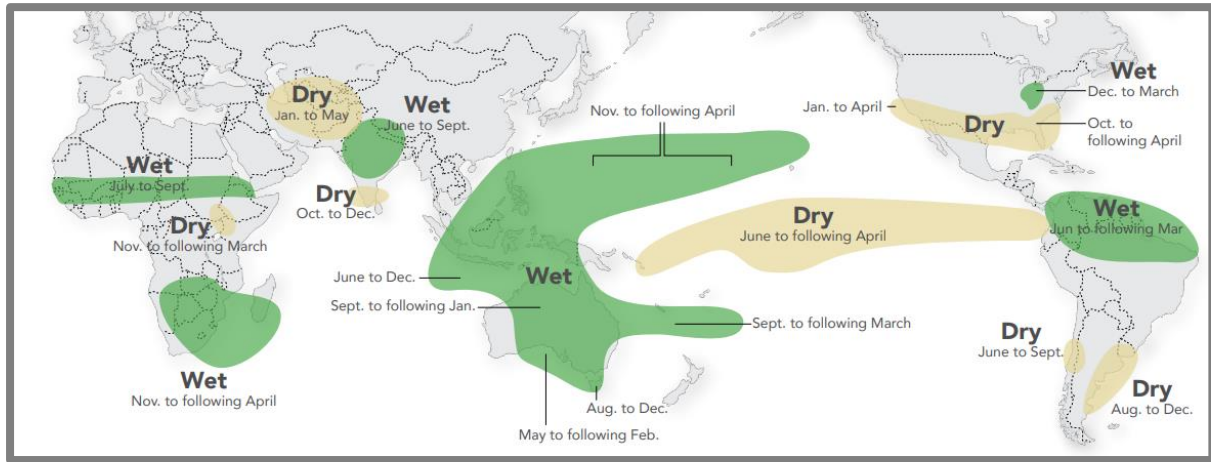 Dry
Jan. to May
Wet
June to Sept.
Wet
July to Sept.
Dry
Oct. to Dec.
Dry
Nov. to following March
Wet
Nov. to following April
Nov. to following April
June to Dec.
Wet
Sept. to following Jan.
Sept. to following March
Aug. to Dec.
May to following Feb.
Dry
June to following April
Jan. to April
Wet
Dec. to March
Dry
Oct. to
following April
Wet
Jun to following Mar
Dry
June to Sept.
Dry
Aug. to Dec.